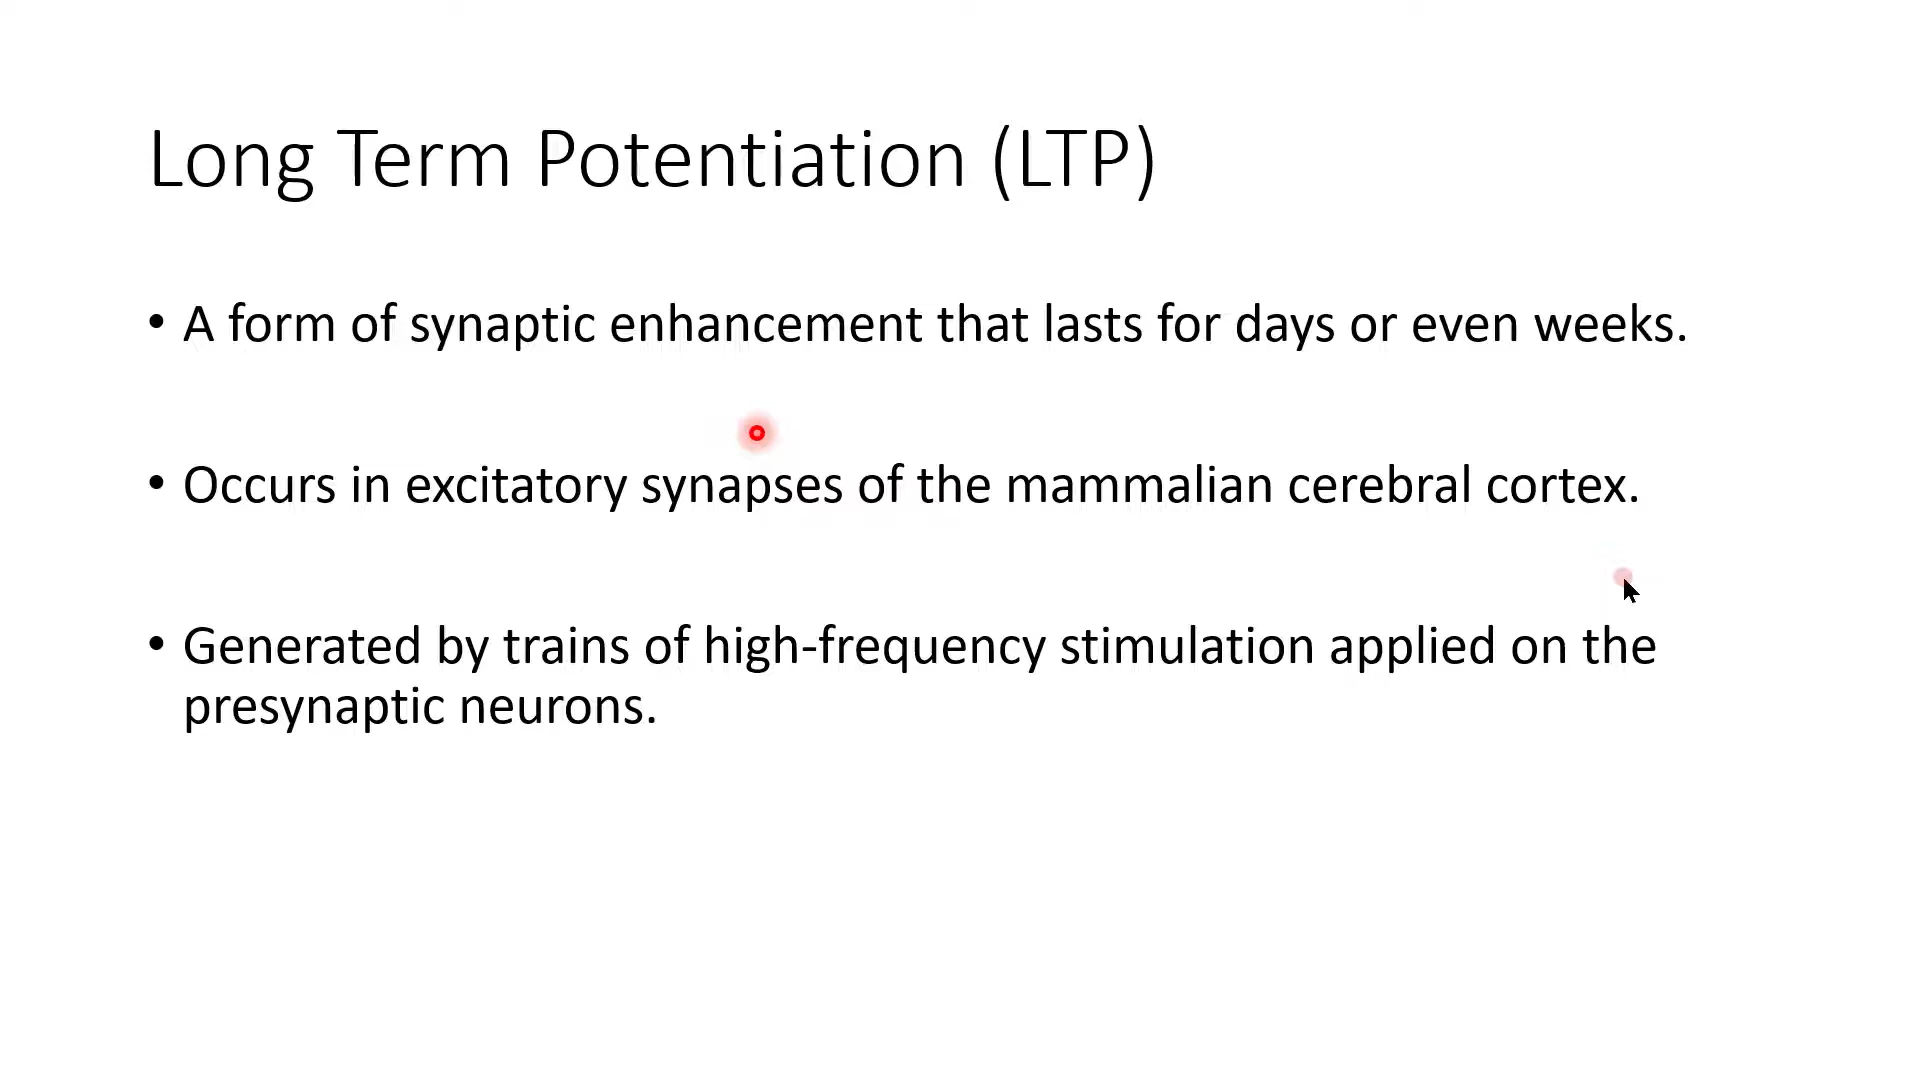 Long Term Potentiation (LTP)
• A form of synaptic enhancement that lasts for days or even weeks.
• Occurs in excitatory synapses of the mammalian cerebral cortex.
• Generated by trains of high-frequency stimulation applied on the
presynaptic neurons.